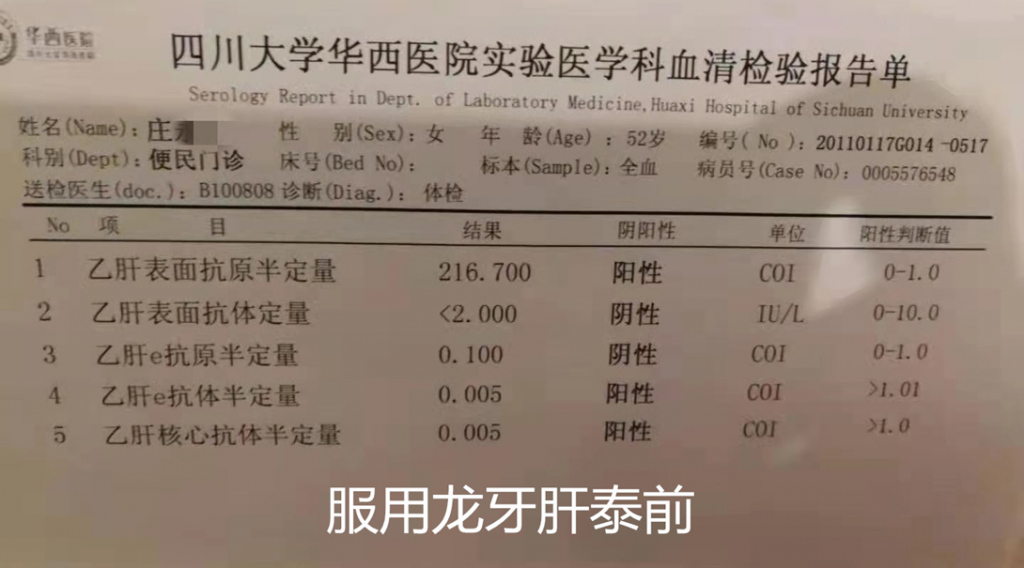 华西医院
四川大学华西医院实验医学科血清检验报告单
Serology Report in Dept. of Laboratory Medicine,Huaxi Hospital of Sichuan University
姓名(Name)：庄 性 别(Sex)：女 年 龄(Age) ：52岁 编号( No )：20110117G014 -0517
科别(Dept)：便民门诊 床号(Bed No)： 标本(Sample)：全血 病员号(Case No)：0005576548
送检医生(doc.)：B100808 诊断(Diag.)： 体检
No 项 目 结果 阴阳性 单位 阳性判断值
1 乙肝表面抗原半定量 216.700 阳性 COI 0-1.0
2 乙肝表面抗体定量 <2.000 阴性 IU/L 0-10.0
3 乙肝e抗原半定量 0.100 阴性 COI 0-1.0
4 乙肝e抗体半定量 0.005 阳性 COI >1.01
5 乙肝核心抗体半定量 0.005 阳性 COI >1.0
服用龙牙肝泰前